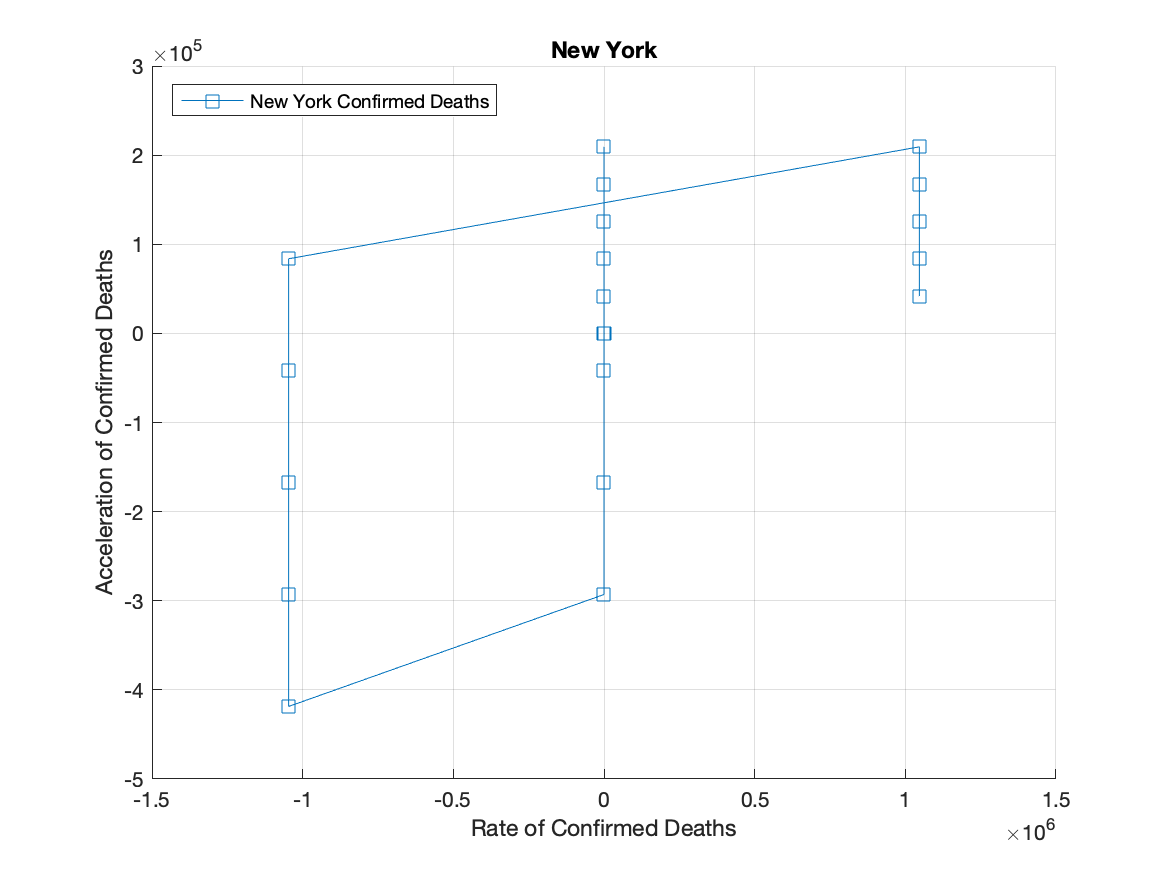 New York
×10^5
New York Confirmed Deaths
3
2
1
0
-1
-2
-3
-4
-5
Acceleration of Confirmed Deaths
-1.5 -1 -0.5 0 0.5 1 1.5
Rate of Confirmed Deaths
×10^6